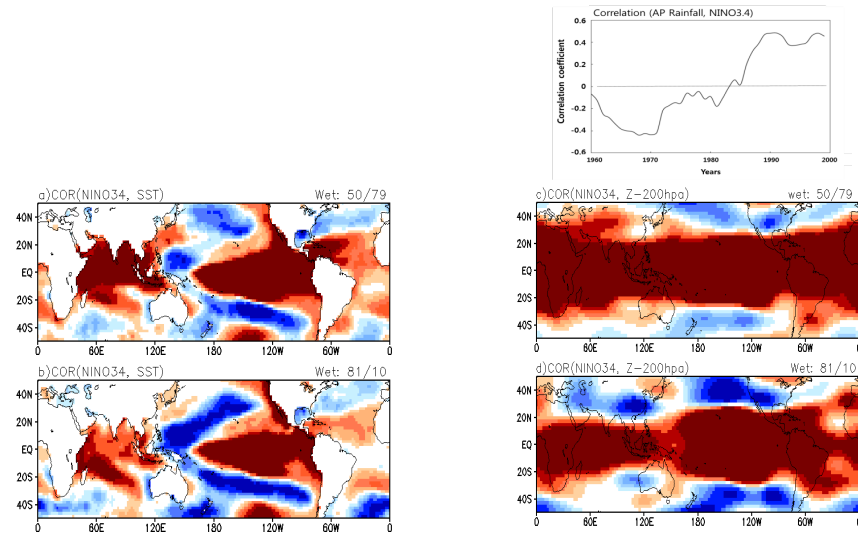 Correlation (AP Rainfall, NINO3.4)
Correlation coefficient
0.6
0.4
0.2
0
-0.2
-0.4
-0.6
1960 1970 1980 1990 2000
Years
a)COR(NINO34, SST) Wet: 50/79
40N
20N
EQ
20S
40S
0 60E 120E 180 120W 60W 0
c)COR(NINO34, Z-200hpa) wet: 50/79
40N
20N
EQ
20S
40S
0 60E 120E 180 120W 60W 0
b)COR(NINO34, SST) Wet: 81/10
40N
20N
EQ
20S
40S
0 60E 120E 180 120W 60W 0
d)COR(NINO34, Z-200hpa) Wet: 81/10
40N
20N
EQ
20S
40S
0 60E 120E 180 120W 60W 0